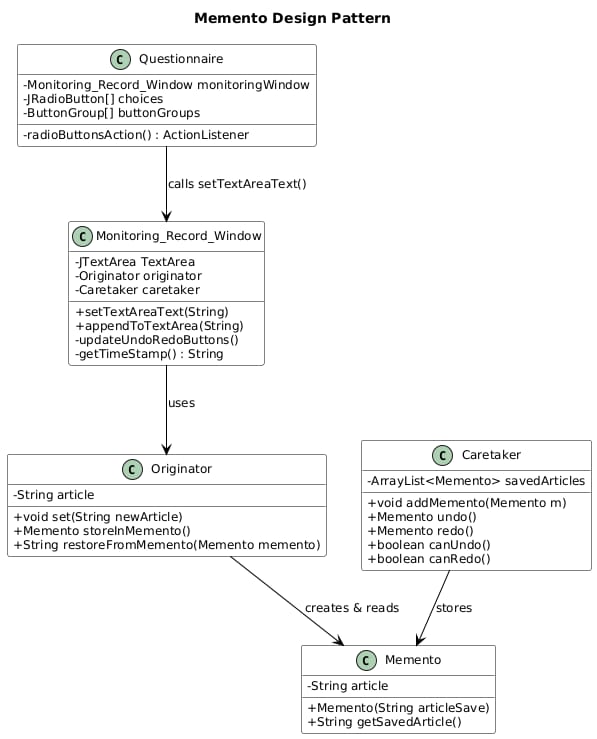 Memento Design Pattern
C Questionnaire
-Monitoring_Record_Window monitoringWindow
-JRadioButton[] choices
-ButtonGroup[] buttonGroups
-radioButtonsAction() : ActionListener
calls setTextAreaText()
C Monitoring_Record_Window
-JTextArea TextArea
-Originator originator
-Caretaker caretaker
+setTextAreaText(String)
+appendToTextArea(String)
-updateUndoRedoButtons()
-getTimeStamp() : String
uses
C Originator
-String article
+void set(String newArticle)
+Memento storeInMemento()
+String restoreFromMemento(Memento memento)
C Caretaker
-ArrayList<Memento> savedArticles
+void addMemento(Memento m)
+Memento undo()
+Memento redo()
+boolean canUndo()
+boolean canRedo()
creates & reads
stores
C Memento
-String article
+Memento(String articleSave)
+String getSavedArticle()